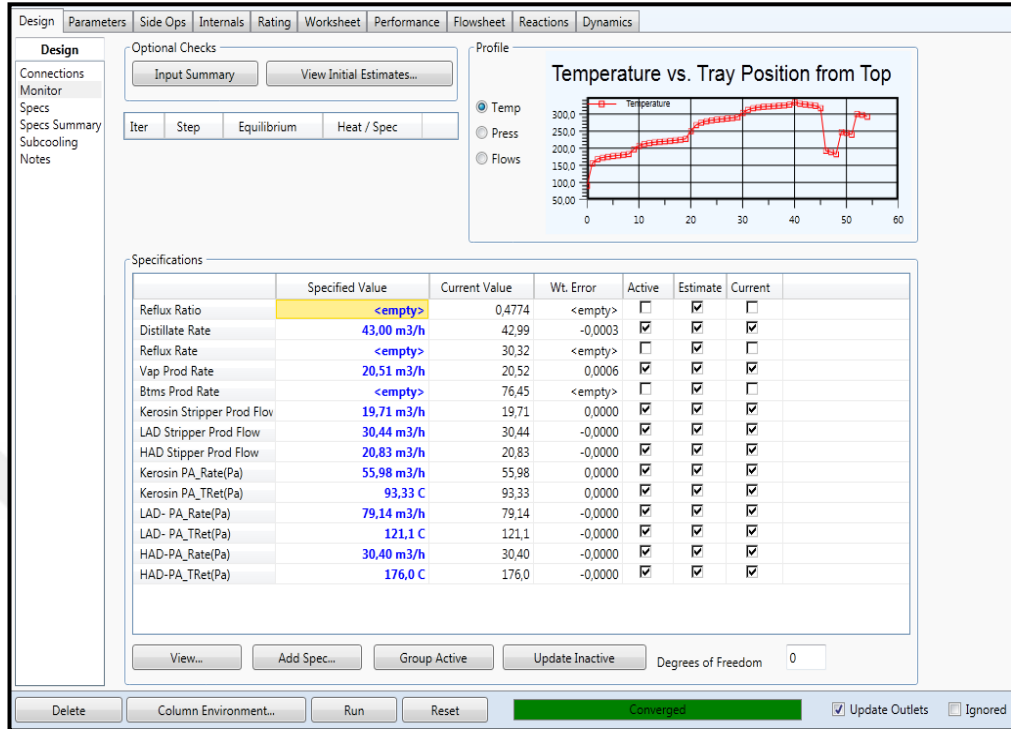 Design Parameters Side Ops Internals Rating Worksheet Performance Flowsheet Reactions Dynamics
Design
Connections
Monitor
Specs
Specs Summary
Subcooling
Notes
Optional Checks
Input Summary View Initial Estimates...
Iter Step Equilibrium Heat / Spec
Profile
Temp
Press
Flows
Temperature vs. Tray Position from Top
Temperature
300,0
250,0
200,0
150,0
100,0
50,00
0 10 20 30 40 50 60
Specifications
Specified Value Current Value Wt. Error Active Estimate Current
Reflux Ratio <empty> 0,4774 <empty>
Distillate Rate 43,00 m3/h 42,99 -0,0003
Reflux Rate <empty> 30,32 <empty>
Vap Prod Rate 20,51 m3/h 20,52 0,0006
Btms Prod Rate <empty> 76,45 <empty>
Kerosin Stripper Prod Flov 19,71 m3/h 19,71 0,0000
LAD Stripper Prod Flow 30,44 m3/h 30,44 -0,0000
HAD Stipper Prod Flow 20,83 m3/h 20,83 -0,0000
Kerosin PA_Rate(Pa) 55,98 m3/h 55,98 0,0000
Kerosin PA_TRet(Pa) 93,33 C 93,33 0,0000
LAD- PA_Rate(Pa) 79,14 m3/h 79,14 -0,0000
LAD- PA_TRet(Pa) 121,1 C 121,1 -0,0000
HAD-PA_Rate(Pa) 30,40 m3/h 30,40 -0,0000
HAD-PA_TRet(Pa) 176,0 C 176,0 -0,0000
View... Add Spec... Group Active Update Inactive Degrees of Freedom 0
Delete Column Environment... Run Reset Converged Update Outlets Ignored